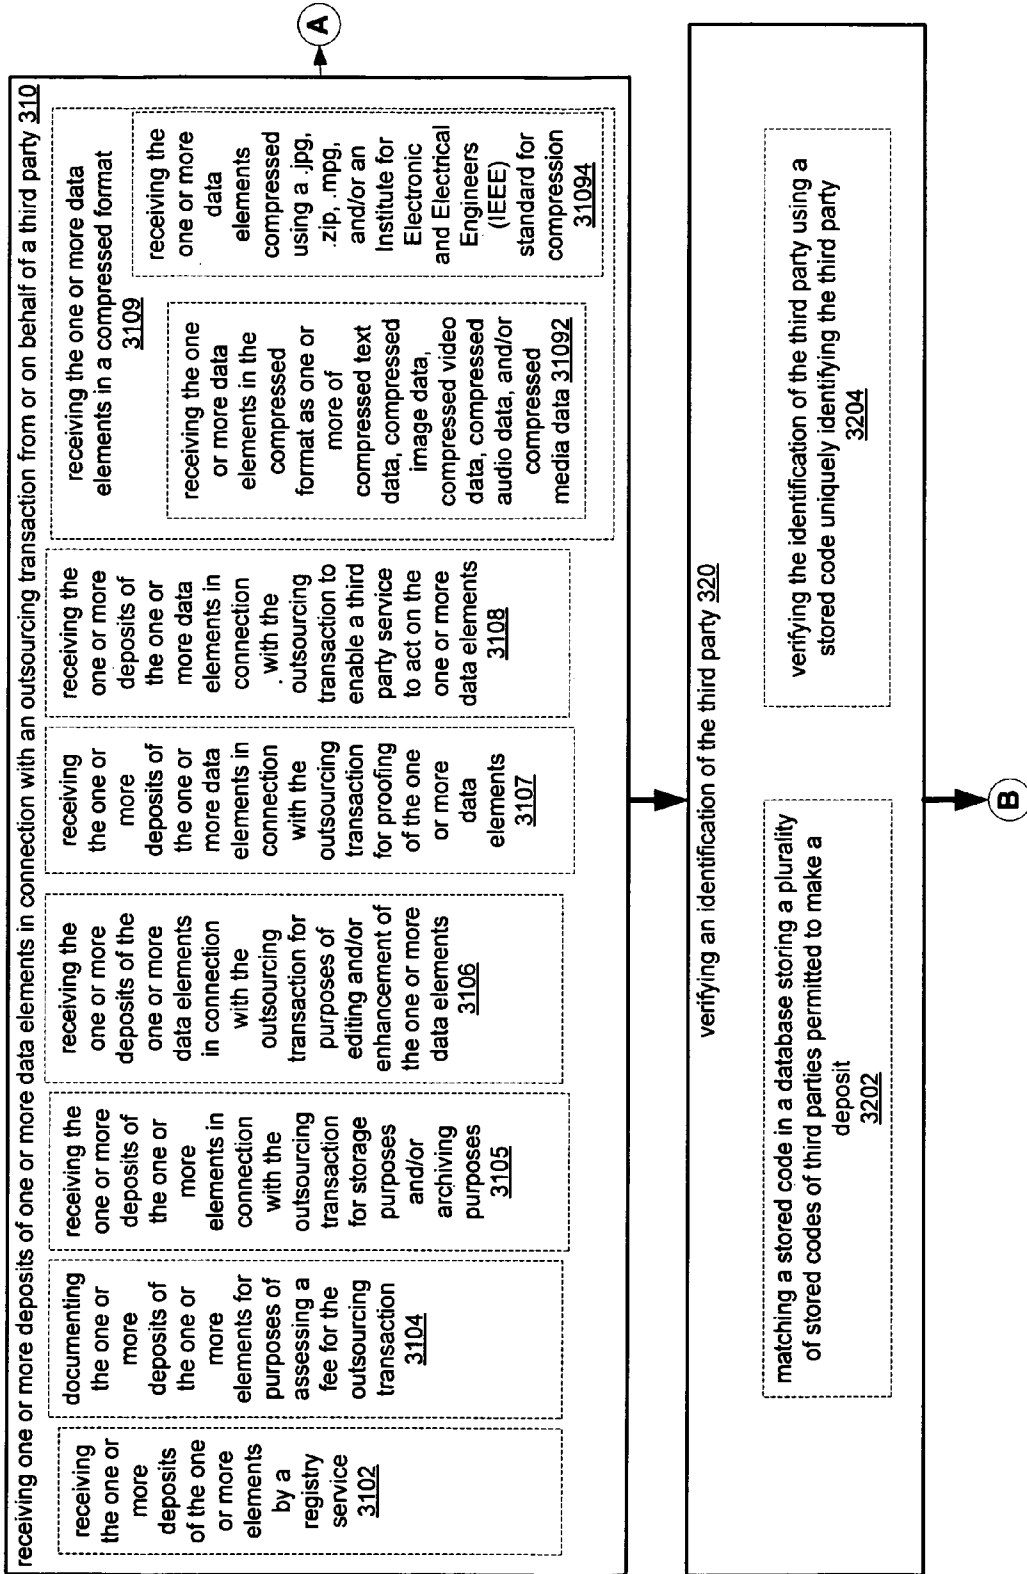 receiving one or more deposits of one or more data elements in connection with an outsourcing transaction from or on behalf of a third party 310
receiving
the one or
more
deposits
of the one
or more
elements
by a
registry
service
3102
documenting
the one or
more
deposits of
the one or
more
elements for
purposes of
assessing a
fee for the
outsourcing
transaction
3104
receiving the
one or more
deposits of
the one or
more
elements in
connection
with the
outsourcing
transaction
for storage
purposes
and/or
archiving
purposes
3105
receiving the
one or more
deposits of the
one or more
data elements
in connection
with the
outsourcing
transaction for
purposes of
editing and/or
enhancement of
the one or more
data elements
3106
receiving
the one or
more
deposits of
the one or
more data
elements in
connection
with the
outsourcing
transaction
for proofing
of the one
or more
data
elements
3107
receiving the
one or more
deposits of
the one or
more data
elements in
connection
. with the
outsourcing
transaction to
enable a third
party service
to act on the
one or more
data elements
3108
receiving the one or more data
elements in a compressed format
3109
receiving the one
or more data
elements in the
compressed
format as one or
more of
compressed text
data, compressed
image data,
compressed video
data, compressed
audio data, and/or
compressed
media data 31092
receiving the
one or more
data
elements
compressed
using a .jpg,
.zip, .mpg,
and/or an
Institute for
Electronic
and Electrical
Engineers
(IEEE)
standard for
compression
31094
A
verifying an identification of the third party 320
matching a stored code in a database storing a plurality
of stored codes of third parties permitted to make a
deposit
3202
verifying the identification of the third party using a
stored code uniquely identifying the third party
3204
B